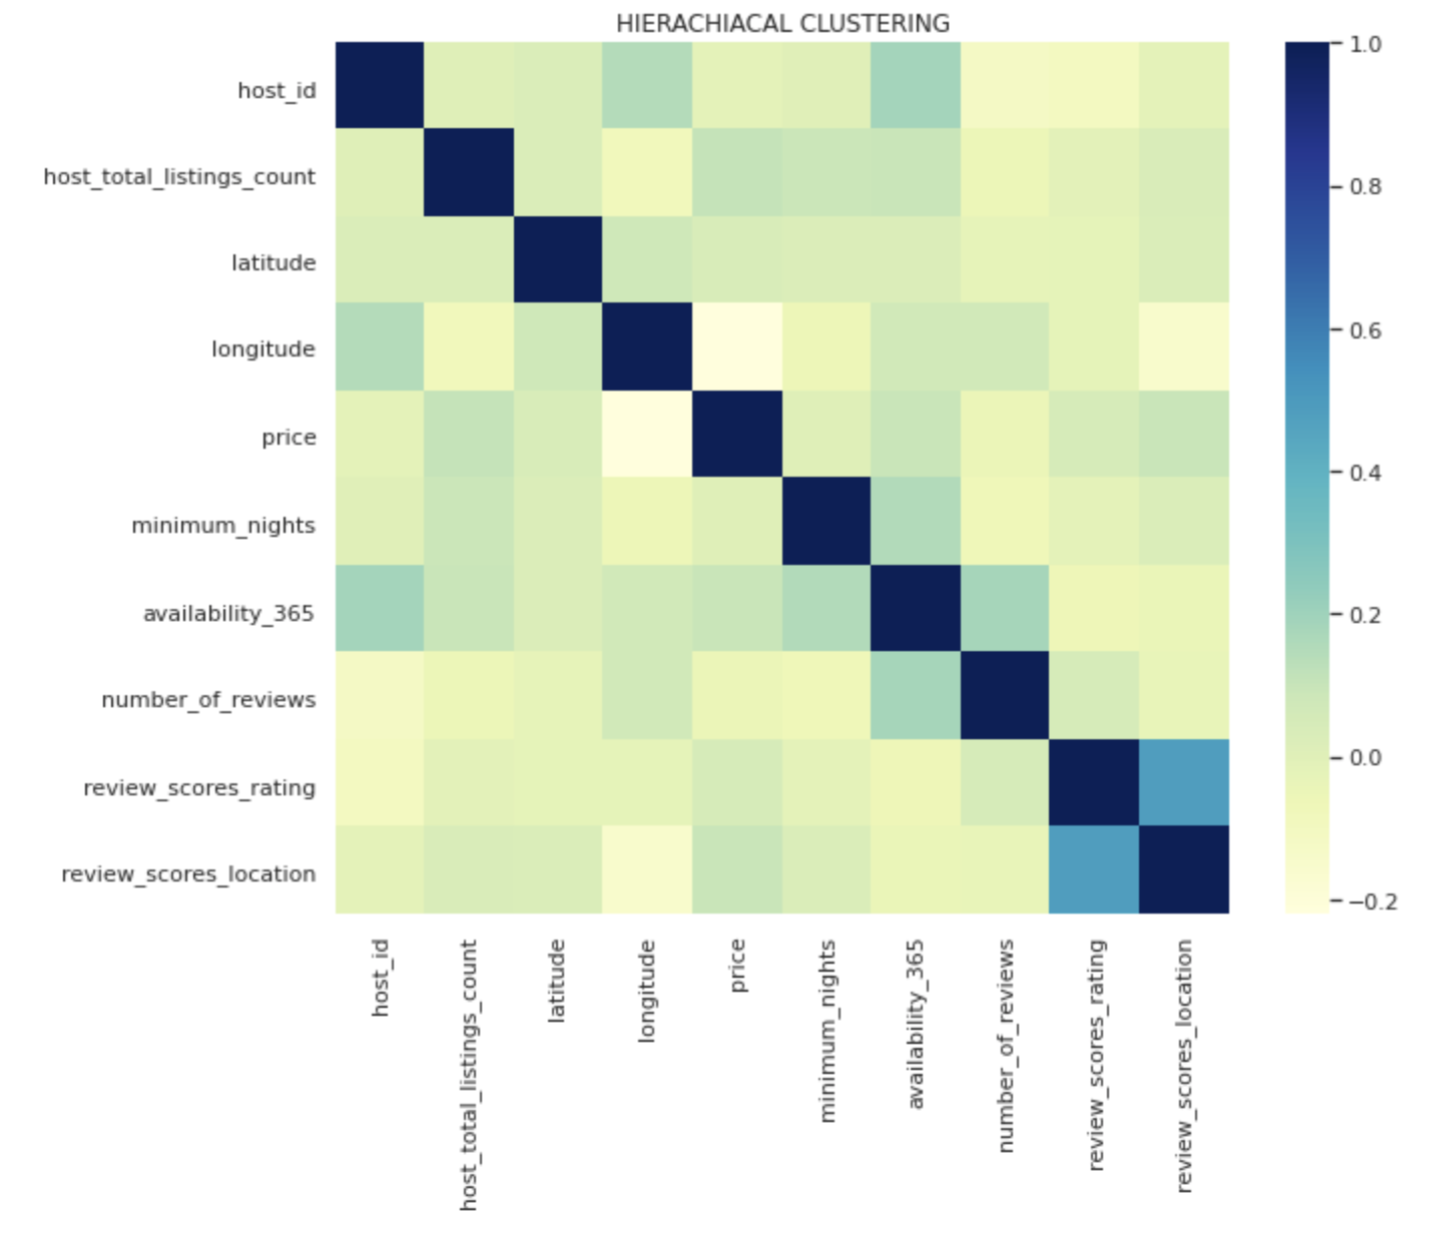 HIERACHIACAL CLUSTERING
host_id
host_total_listings_count
latitude
longitude
price
minimum_nights
availability_365
number_of_reviews
review_scores_rating
review_scores_location
host_id
host_total_listings_count
latitude
longitude
price
minimum_nights
availability_365
number_of_reviews
review_scores_rating
review_scores_location
1.0
0.8
0.6
0.4
0.2
0.0
−0.2